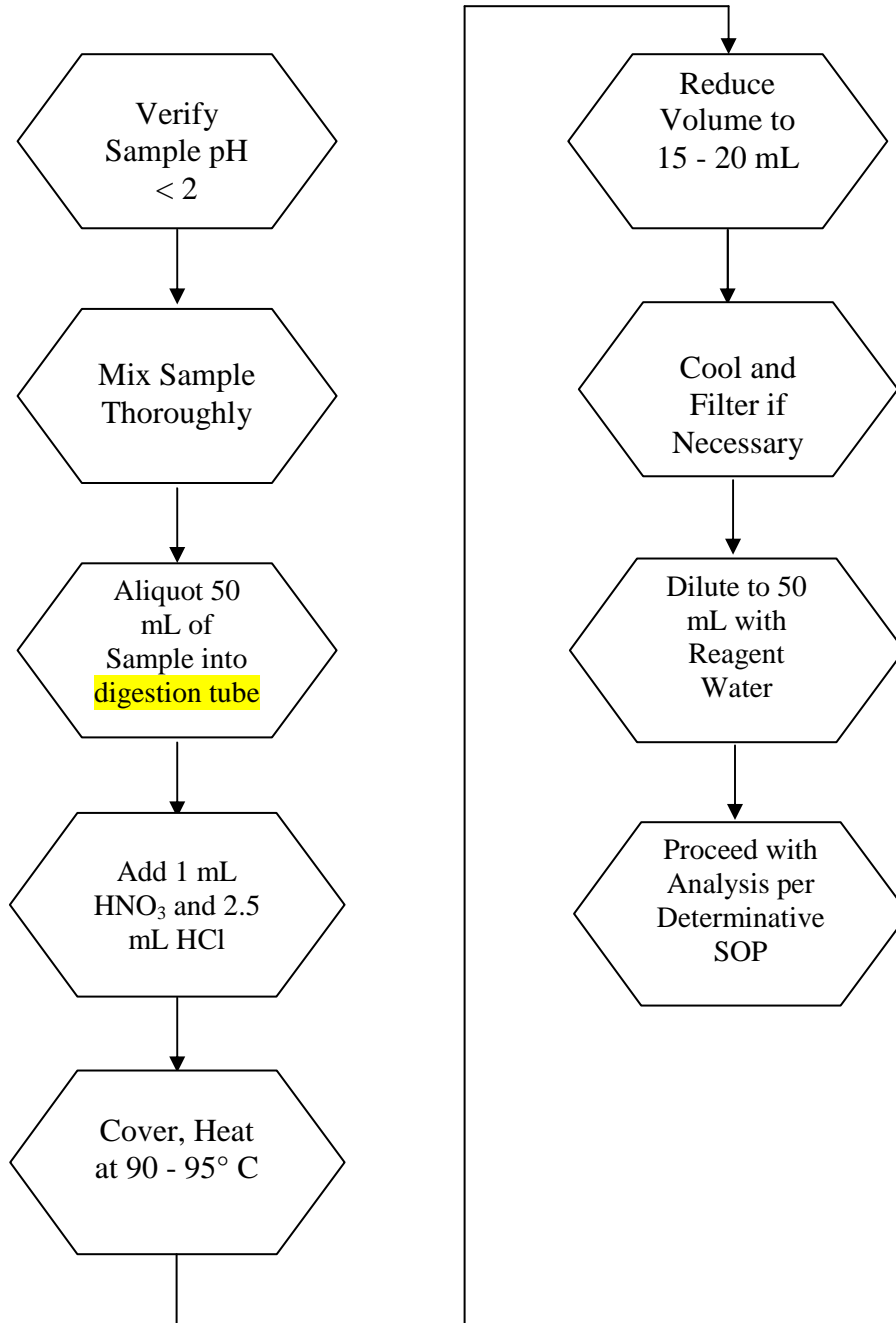 Verify
Sample pH
< 2
Mix Sample
Thoroughly
Aliquot 50
mL of
Sample into
digestion tube
Add 1 mL
HNO₃ and 2.5
mL HCl
Cover, Heat
at 90 - 95° C
Reduce
Volume to
15 - 20 mL
Cool and
Filter if
Necessary
Dilute to 50
mL with
Reagent
Water
Proceed with
Analysis per
Determinative
SOP